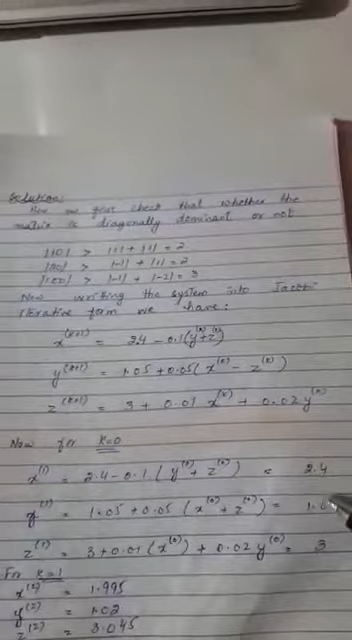 Solution:
Now we first check that whether the
matrix is diagonally dominant or not
|10| > |1| + |1| = 2
|20| > |-1| + |1| = 2
|100| > |-1| + |-2| = 3
Now writing the system into Jacobi
iterative form we have:
x^(k+1) = 2.4 - 0.1(y^(k) + z^(k))
y^(k+1) = 1.05 + 0.05(x^(k) - z^(k))
z^(k+1) = 3 + 0.01 x^(k) + 0.02 y^(k)
Now for k=0
x^(1) = 2.4 - 0.1(y^(0) + z^(0)) = 2.4
y^(1) = 1.05 + 0.05(x^(0) + z^(0)) =
z^(1) = 3 + 0.01(x^(0)) + 0.02 y^(0) = 3
For k=1
x^(2) = 1.995
y^(2) = 1.02
z^(2) = 3.045